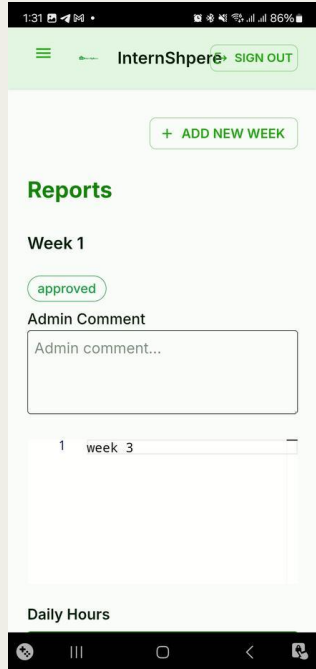 1:31 86%
InternShpere SIGN OUT
+ ADD NEW WEEK
Reports
Week 1
approved
Admin Comment
Admin comment...
1 week 3
Daily Hours